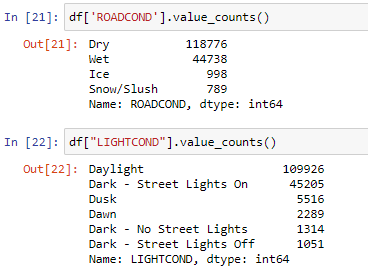 In [21]: df['ROADCOND'].value_counts()
Out[21]: Dry 118776
Wet 44738
Ice 998
Snow/Slush 789
Name: ROADCOND, dtype: int64
In [22]: df["LIGHTCOND"].value_counts()
Out[22]: Daylight 109926
Dark - Street Lights On 45205
Dusk 5516
Dawn 2289
Dark - No Street Lights 1314
Dark - Street Lights Off 1051
Name: LIGHTCOND, dtype: int64